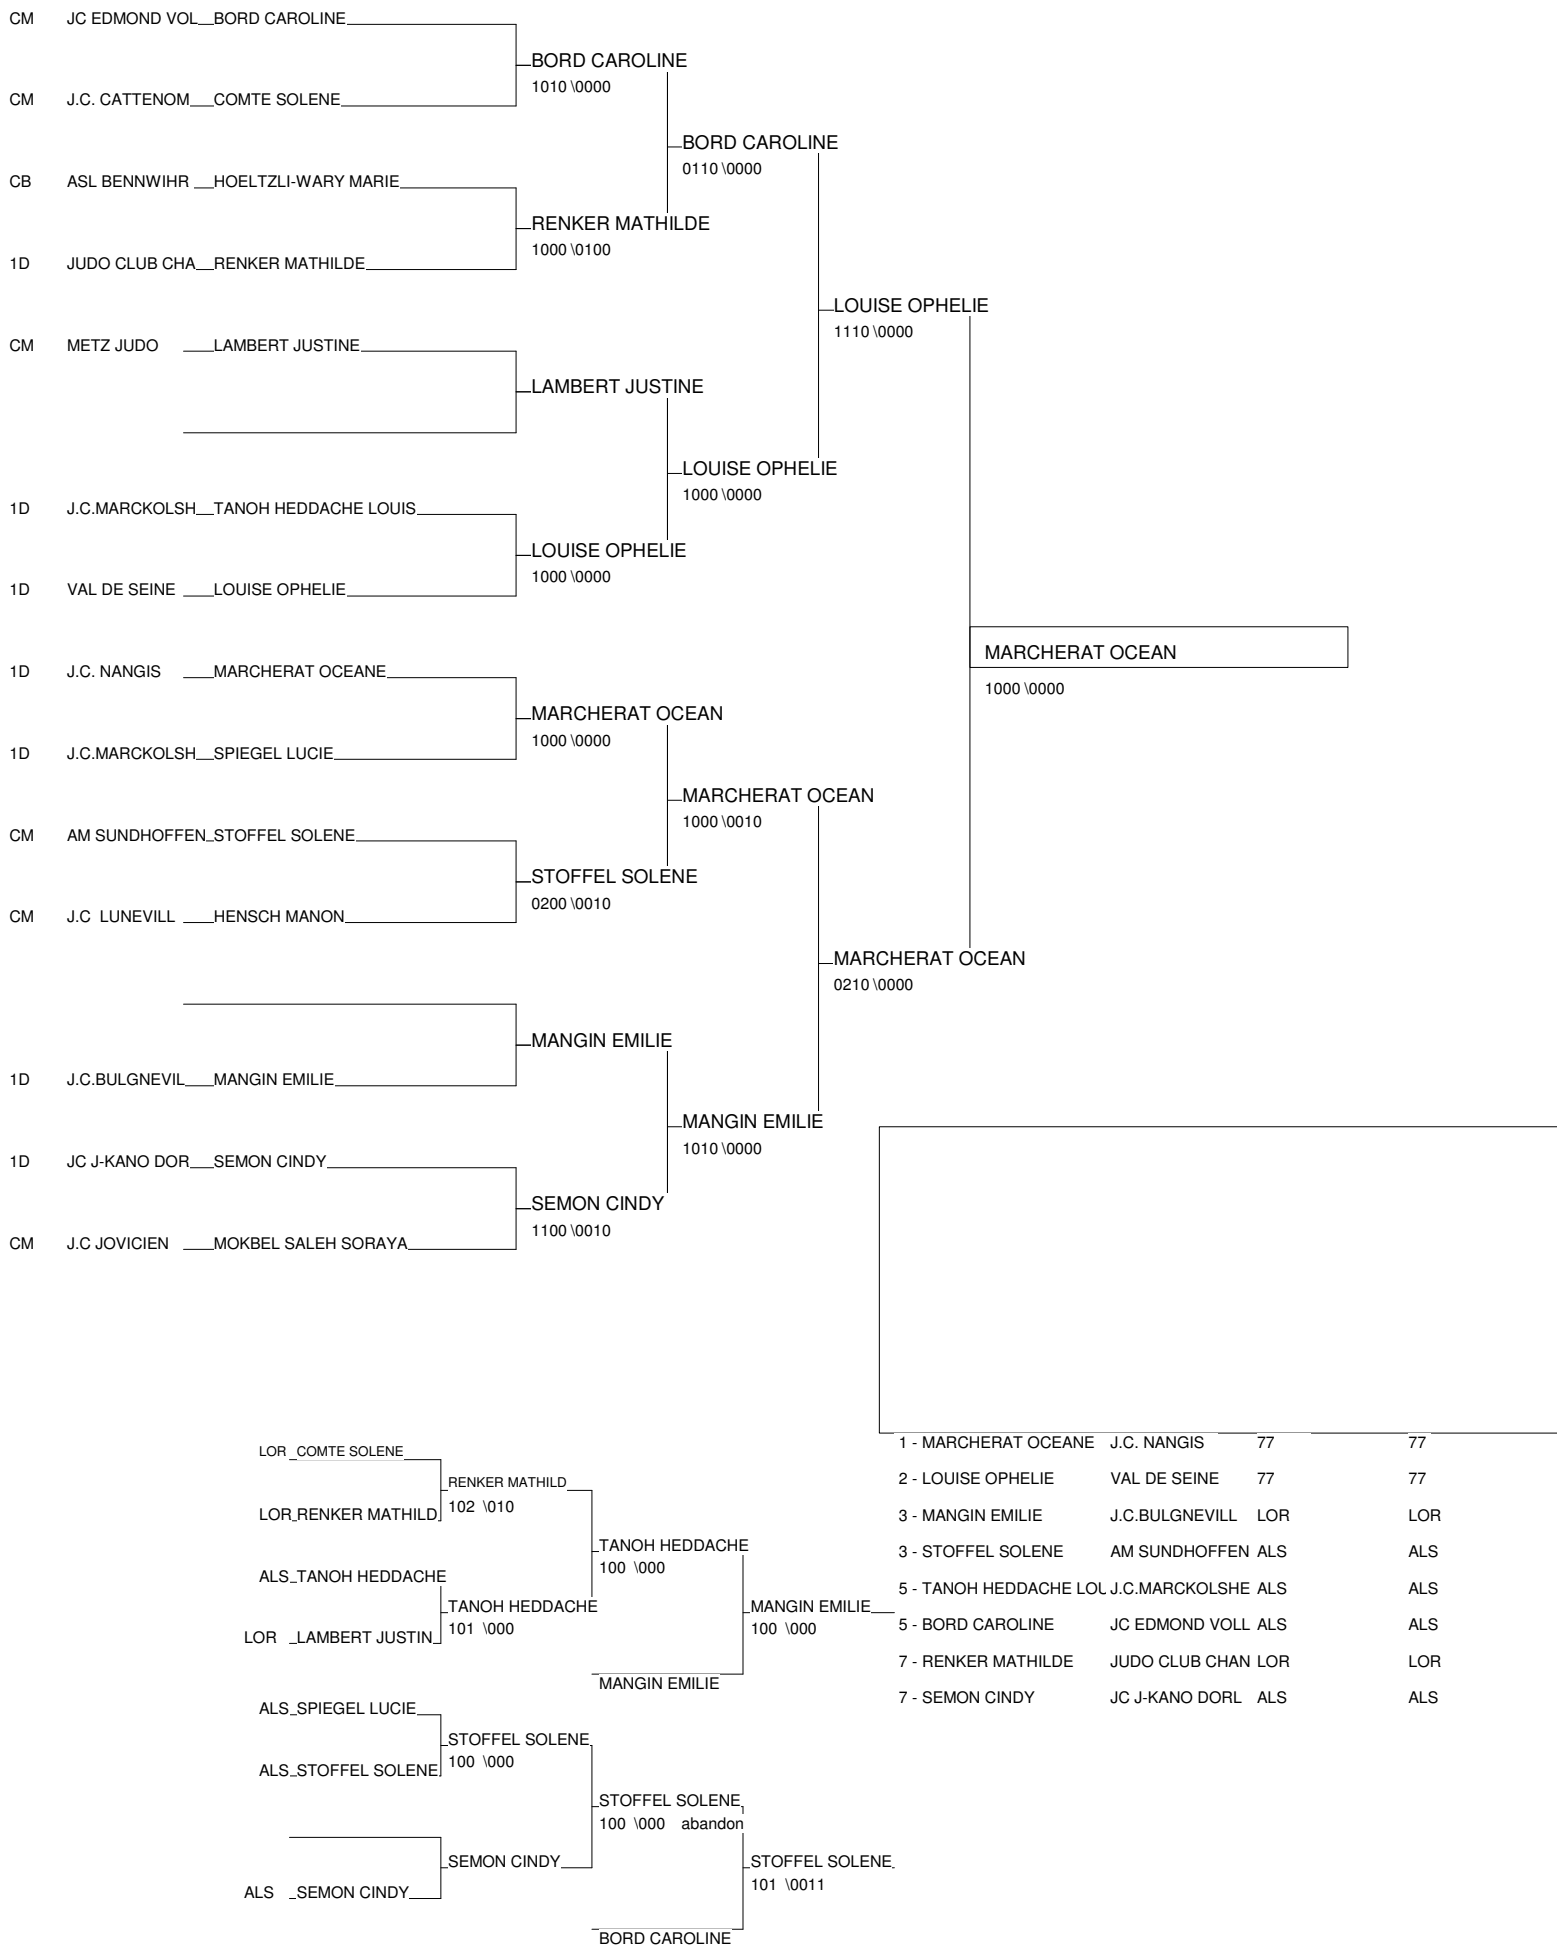 CM JC EDMOND VOL BORD CAROLINE
BORD CAROLINE
1010 \0000
CM J.C. CATTENOM COMTE SOLENE
BORD CAROLINE
0110 \0000
CB ASL BENNWIHR HOELTZLI-WARY MARIE
RENKER MATHILDE
1000 \0100
1D JUDO CLUB CHA RENKER MATHILDE
LOUISE OPHELIE
1110 \0000
CM METZ JUDO LAMBERT JUSTINE
LAMBERT JUSTINE
LOUISE OPHELIE
1000 \0000
1D J.C.MARCKOLSH TANOH HEDDACHE LOUIS
LOUISE OPHELIE
1000 \0000
1D VAL DE SEINE LOUISE OPHELIE
MARCHERAT OCEAN
1000 \0000
1D J.C. NANGIS MARCHERAT OCEANE
MARCHERAT OCEAN
1000 \0000
1D J.C.MARCKOLSH SPIEGEL LUCIE
MARCHERAT OCEAN
1000 \0010
CM AM SUNDHOFFEN STOFFEL SOLENE
STOFFEL SOLENE
0200 \0010
CM J.C LUNEVILL HENSCH MANON
MARCHERAT OCEAN
0210 \0000
MANGIN EMILIE
1D J.C.BULGNEVIL MANGIN EMILIE
MANGIN EMILIE
1010 \0000
1D JC J-KANO DOR SEMON CINDY
SEMON CINDY
1100 \0010
CM J.C JOVICIEN MOKBEL SALEH SORAYA
LOR COMTE SOLENE
RENKER MATHILD
102 \010
LOR RENKER MATHILD
TANOH HEDDACHE
100 \000
ALS TANOH HEDDACHE
TANOH HEDDACHE
101 \000
LOR LAMBERT JUSTIN
MANGIN EMILIE
100 \000
MANGIN EMILIE
ALS SPIEGEL LUCIE
STOFFEL SOLENE
100 \000
ALS STOFFEL SOLENE
STOFFEL SOLENE
100 \000 abandon
SEMON CINDY
STOFFEL SOLENE
101 \0011
ALS SEMON CINDY
BORD CAROLINE
1 - MARCHERAT OCEANE J.C. NANGIS 77 77
2 - LOUISE OPHELIE VAL DE SEINE 77 77
3 - MANGIN EMILIE J.C.BULGNEVILL LOR LOR
3 - STOFFEL SOLENE AM SUNDHOFFEN ALS ALS
5 - TANOH HEDDACHE LOU J.C.MARCKOLSHE ALS ALS
5 - BORD CAROLINE JC EDMOND VOLL ALS ALS
7 - RENKER MATHILDE JUDO CLUB CHAN LOR LOR
7 - SEMON CINDY JC J-KANO DORL ALS ALS